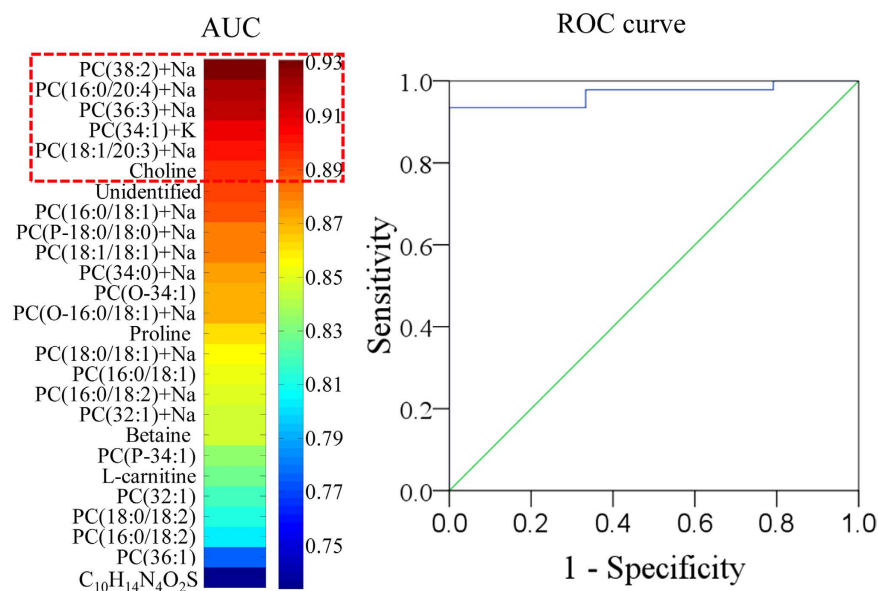 AUC
PC(38:2)+Na
PC(16:0/20:4)+Na
PC(36:3)+Na
PC(34:1)+K
PC(18:1/20:3)+Na
Choline
Unidentified
PC(16:0/18:1)+Na
PC(P-18:0/18:0)+Na
PC(18:1/18:1)+Na
PC(34:0)+Na
PC(O-34:1)
PC(O-16:0/18:1)+Na
Proline
PC(18:0/18:1)+Na
PC(16:0/18:1)
PC(16:0/18:2)+Na
PC(32:1)+Na
Betaine
PC(P-34:1)
L-carnitine
PC(32:1)
PC(18:0/18:2)
PC(16:0/18:2)
PC(36:1)
C₁₀H₁₄N₄O₂S
0.93
0.91
0.89
0.87
0.85
0.83
0.81
0.79
0.77
0.75
ROC curve
Sensitivity
1.0
0.8
0.6
0.4
0.2
0.0
0.0 0.2 0.4 0.6 0.8 1.0
1 - Specificity